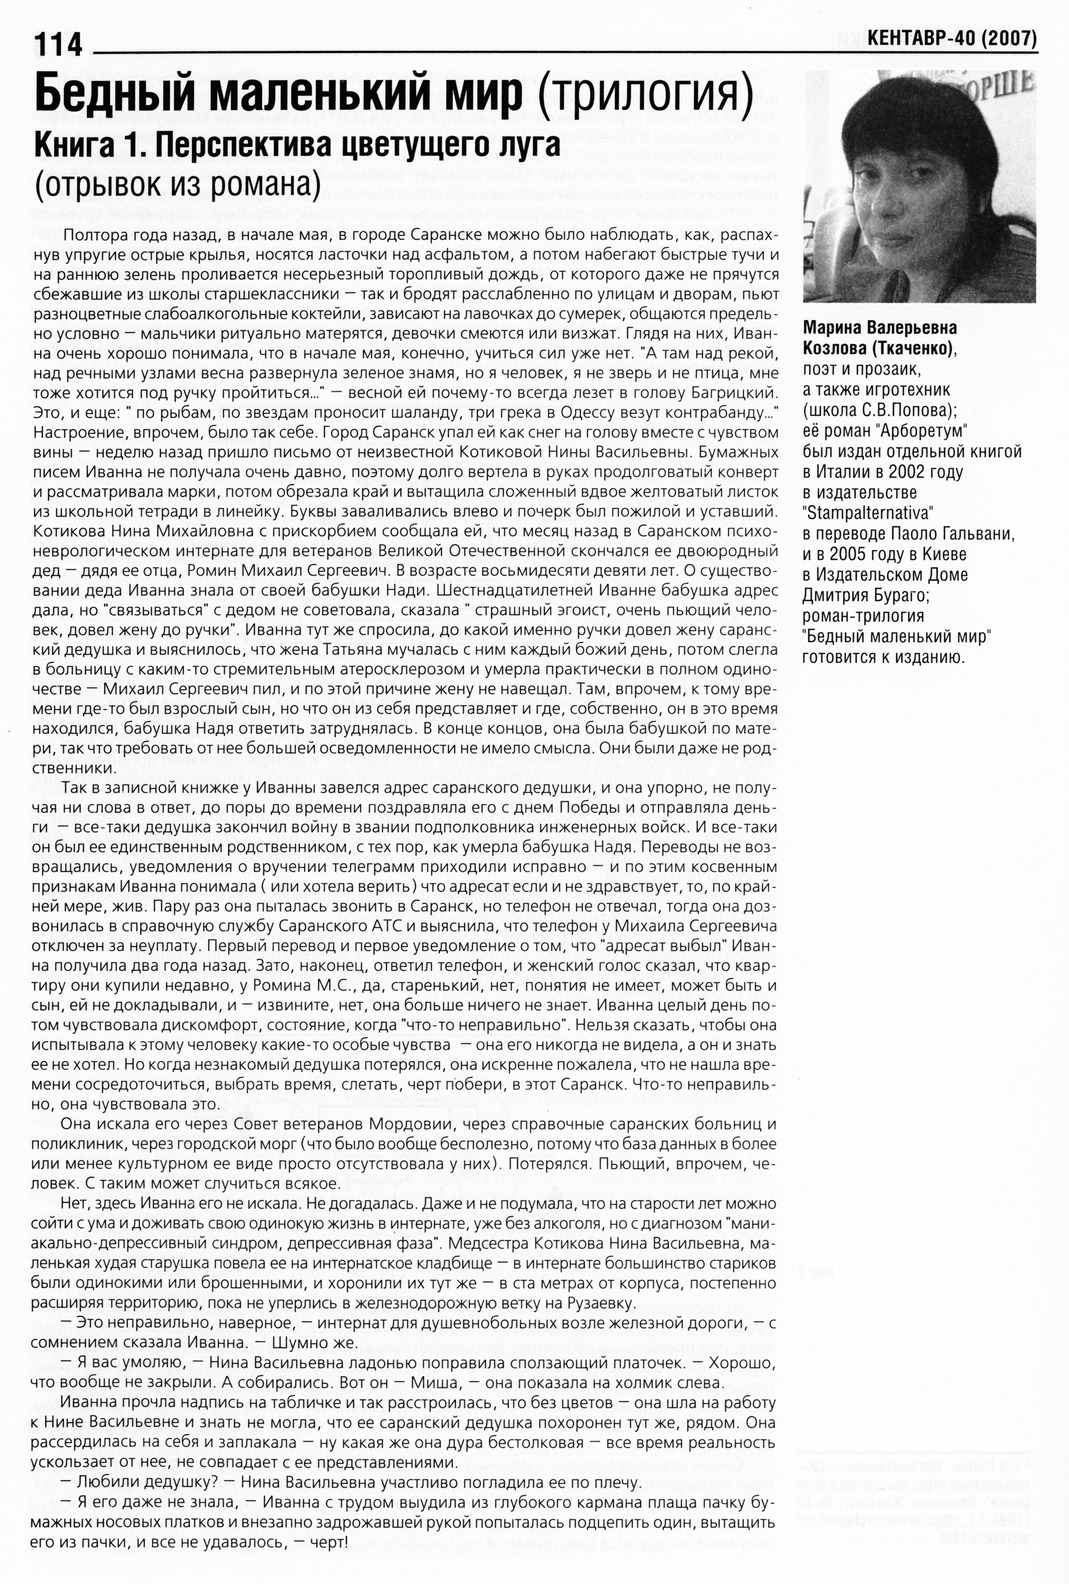 114
КЕНТАВР-40 (2007)
Бедный маленький мир (трилогия)
Книга 1. Перспектива цветущего луга
(отрывок из романа)
Полтора года назад, в начале мая, в городе Саранске можно было наблюдать, как, распах-
нув упругие острые крылья, носятся ласточки над асфальтом, а потом набегают быстрые тучи и
на раннюю зелень проливается несерьезный торопливый дождь, от которого даже не прячутся
сбежавшие из школы старшеклассники – так и бродят расслабленно по улицам и дворам, пьют
разноцветные слабоалкогольные коктейли, зависают на лавочках до сумерек, общаются предель-
но условно – мальчики ритуально матерятся, девочки смеются или визжат. Глядя на них, Иван-
на очень хорошо понимала, что в начале мая, конечно, учиться сил уже нет. "А там над рекой,
над речными узлами весна развернула зеленое знамя, но я человек, я не зверь и не птица, мне
тоже хотится под ручку пройтиться..." – весной ей почему-то всегда лезет в голову Багрицкий.
Это, и еще: " по рыбам, по звездам проносит шаланду, три грека в Одессу везут контрабанду..."
Настроение, впрочем, было так себе. Город Саранск упал ей как снег на голову вместе с чувством
вины – неделю назад пришло письмо от неизвестной Котиковой Нины Васильевны. Бумажных
писем Иванна не получала очень давно, поэтому долго вертела в руках продолговатый конверт
и рассматривала марки, потом обрезала край и вытащила сложенный вдвое желтоватый листок
из школьной тетради в линейку. Буквы заваливались влево и почерк был пожилой и уставший.
Котикова Нина Михайловна с прискорбием сообщала ей, что месяц назад в Саранском психо-
неврологическом интернате для ветеранов Великой Отечественной скончался ее двоюродный
дед – дядя ее отца, Ромин Михаил Сергеевич. В возрасте восьмидесяти девяти лет. О существо-
вании деда Иванна знала от своей бабушки Нади. Шестнадцатилетней Иванне бабушка адрес
дала, но "связываться" с дедом не советовала, сказала " страшный эгоист, очень пьющий чело-
век, довел жену до ручки". Иванна тут же спросила, до какой именно ручки довел жену саранс-
кий дедушка и выяснилось, что жена Татьяна мучалась с ним каждый божий день, потом слегла
в больницу с каким-то стремительным атеросклерозом и умерла практически в полном одино-
честве – Михаил Сергеевич пил, и по этой причине жену не навещал. Там, впрочем, к тому вре-
мени где-то был взрослый сын, но что он из себя представляет и где, собственно, он в это время
находился, бабушка Надя ответить затруднялась. В конце концов, она была бабушкой по мате-
ри, так что требовать от нее большей осведомленности не имело смысла. Они были даже не род-
ственники.
Так в записной книжке у Иванны завелся адрес саранского дедушки, и она упорно, не полу-
чая ни слова в ответ, до поры до времени поздравляла его с днем Победы и отправляла день-
ги – все-таки дедушка закончил войну в звании подполковника инженерных войск. И все-таки
он был ее единственным родственником, с тех пор, как умерла бабушка Надя. Переводы не воз-
вращались, уведомления о вручении телеграмм приходили исправно – и по этим косвенным
признакам Иванна понимала ( или хотела верить) что адресат если и не здравствует, то, по край-
ней мере, жив. Пару раз она пыталась звонить в Саранск, но телефон не отвечал, тогда она доз-
вонилась в справочную службу Саранского АТС и выяснила, что телефон у Михаила Сергеевича
отключен за неуплату. Первый перевод и первое уведомление о том, что "адресат выбыл" Иван-
на получила два года назад. Зато, наконец, ответил телефон, и женский голос сказал, что квар-
тиру они купили недавно, у Ромина М.С., да, старенький, нет, понятия не имеет, может быть и
сын, ей не докладывали, и – извините, нет, она больше ничего не знает. Иванна целый день по-
том чувствовала дискомфорт, состояние, когда "что-то неправильно". Нельзя сказать, чтобы она
испытывала к этому человеку какие-то особые чувства – она его никогда не видела, а он и знать
ее не хотел. Но когда незнакомый дедушка потерялся, она искренне пожалела, что не нашла вре-
мени сосредоточиться, выбрать время, слетать, черт побери, в этот Саранск. Что-то неправиль-
но, она чувствовала это.
Она искала его через Совет ветеранов Мордовии, через справочные саранских больниц и
поликлиник, через городской морг (что было вообще бесполезно, потому что база данных в более
или менее культурном ее виде просто отсутствовала у них). Потерялся. Пьющий, впрочем, че-
ловек. С таким может случиться всякое.
Нет, здесь Иванна его не искала. Не догадалась. Даже и не подумала, что на старости лет можно
сойти с ума и доживать свою одинокую жизнь в интернате, уже без алкоголя, но с диагнозом "мани-
акально-депрессивный синдром, депрессивная фаза". Медсестра Котикова Нина Васильевна, ма-
ленькая худая старушка повела ее на интернатское кладбище – в интернате большинство стариков
были одинокими или брошенными, и хоронили их тут же – в ста метрах от корпуса, постепенно
расширяя территорию, пока не уперлись в железнодорожную ветку на Рузаевку.
– Это неправильно, наверное, – интернат для душевнобольных возле железной дороги, – с
сомнением сказала Иванна. – Шумно же.
– Я вас умоляю, – Нина Васильевна ладонью поправила сползающий платочек. – Хорошо,
что вообще не закрыли. А собирались. Вот он – Миша, – она показала на холмик слева.
Иванна прочла надпись на табличке и так расстроилась, что без цветов – она шла на работу
к Нине Васильевне и знать не могла, что ее саранский дедушка похоронен тут же, рядом. Она
рассердилась на себя и заплакала – ну какая же она дура бестолковая – все время реальность
ускользает от нее, не совпадает с ее представлениями.
– Любили дедушку? – Нина Васильевна участливо погладила ее по плечу.
– Я его даже не знала, – Иванна с трудом выудила из глубокого кармана плаща пачку бу-
мажных носовых платков и внезапно задрожавшей рукой попыталась подцепить один, вытащить
его из пачки, и все не удавалось, – черт!
Марина Валерьевна
Козлова (Ткаченко),
поэт и прозаик,
а также игротехник
(школа С.В.Попова);
её роман "Арборетум"
был издан отдельной книгой
в Италии в 2002 году
в издательстве
"Stampalternativa"
в переводе Паоло Гальвани,
и в 2005 году в Киеве
в Издательском Доме
Дмитрия Бураго;
роман-трилогия
"Бедный маленький мир"
готовится к изданию.